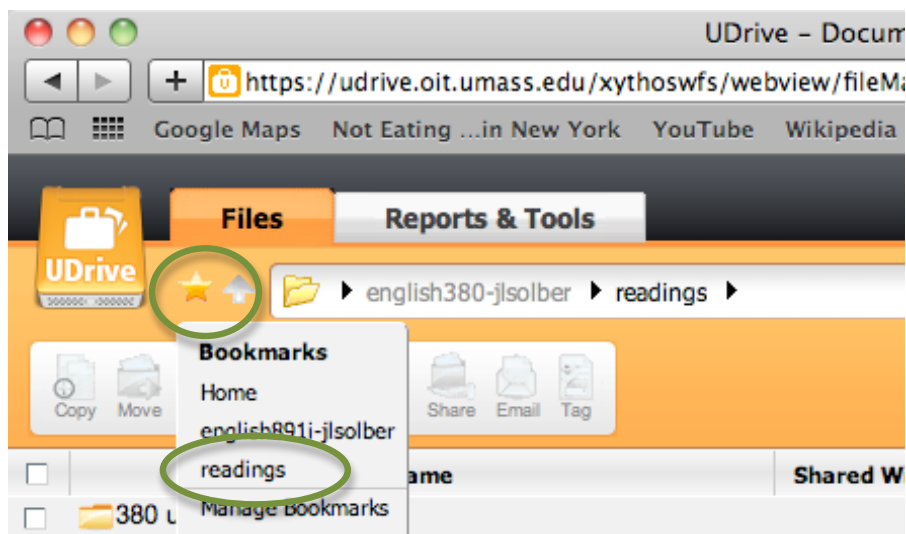 UDrive – Docum
https://udrive.oit.umass.edu/xythoswfs/webview/fileMa
Google Maps Not Eating ...in New York YouTube Wikipedia
Files Reports & Tools
UDrive
english380-jlsolber readings
Bookmarks
Home
Copy Move Share Email Tag
english891i-jlsolber
readings
ame Shared Wi
Manage Bookmarks
380 u